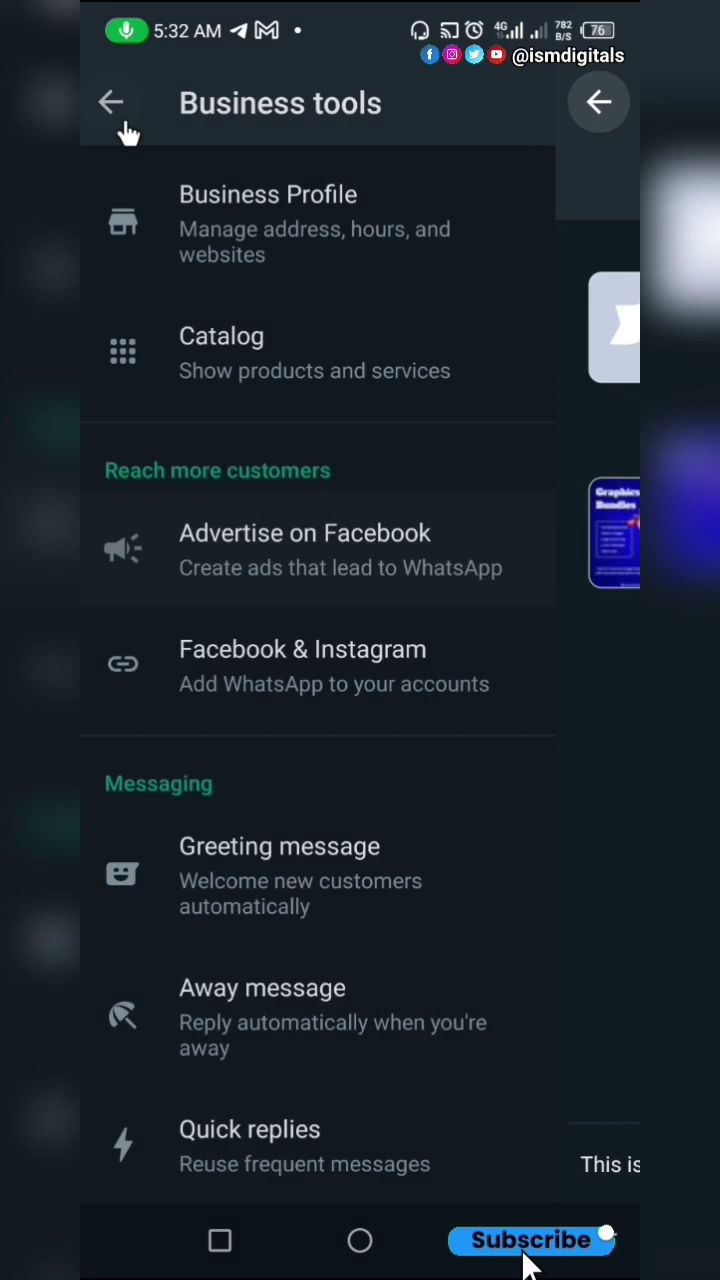 5:32 AM
4G
782 B/S
76
@ismdigitals
Business tools
Business Profile
Manage address, hours, and
websites
Catalog
Show products and services
Reach more customers
Advertise on Facebook
Create ads that lead to WhatsApp
Graphics
Bundles
Facebook & Instagram
Add WhatsApp to your accounts
Messaging
Greeting message
Welcome new customers
automatically
Away message
Reply automatically when you're
away
Quick replies
Reuse frequent messages
This is
Subscribe